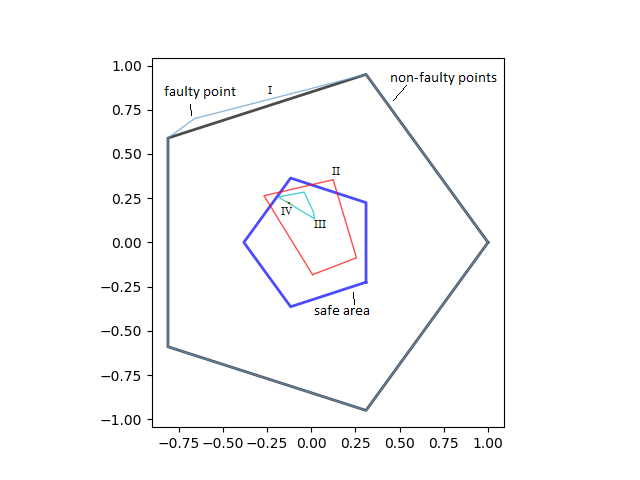 1.00
non-faulty points
faulty point
I
0.75
0.50
II
0.25
IV
III
0.00
−0.25
safe area
−0.50
−0.75
−1.00
−0.75 −0.50 −0.25 0.00 0.25 0.50 0.75 1.00